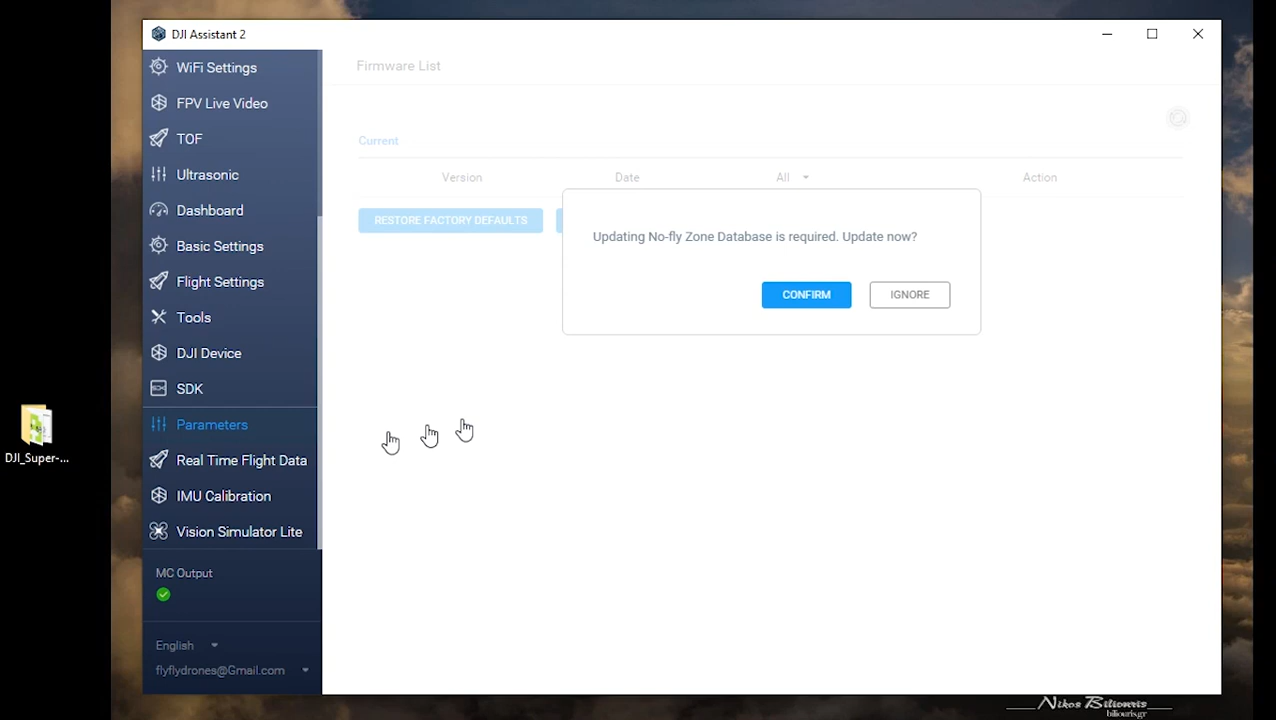 DJI Assistant 2
WiFi Settings
FPV Live Video
TOF
Ultrasonic
Dashboard
Basic Settings
Flight Settings
Tools
DJI Device
SDK
Parameters
Real Time Flight Data
IMU Calibration
Vision Simulator Lite
MC Output
English
flyflydrones@Gmail.com
Firmware List
Current
Version Date All Action
RESTORE FACTORY DEFAULTS
Updating No-fly Zone Database is required. Update now?
CONFIRM IGNORE
DJI_Super-...
Nikos Bilionris
biliouris.gr